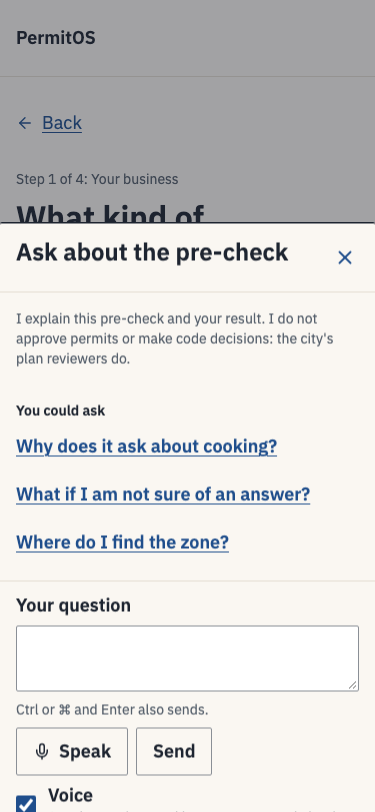 PermitOS
Back
Step 1 of 4: Your business
What kind of
Ask about the pre-check
I explain this pre-check and your result. I do not
approve permits or make code decisions: the city's
plan reviewers do.
You could ask
Why does it ask about cooking?
What if I am not sure of an answer?
Where do I find the zone?
Your question
Ctrl or ⌘ and Enter also sends.
Speak Send
Voice